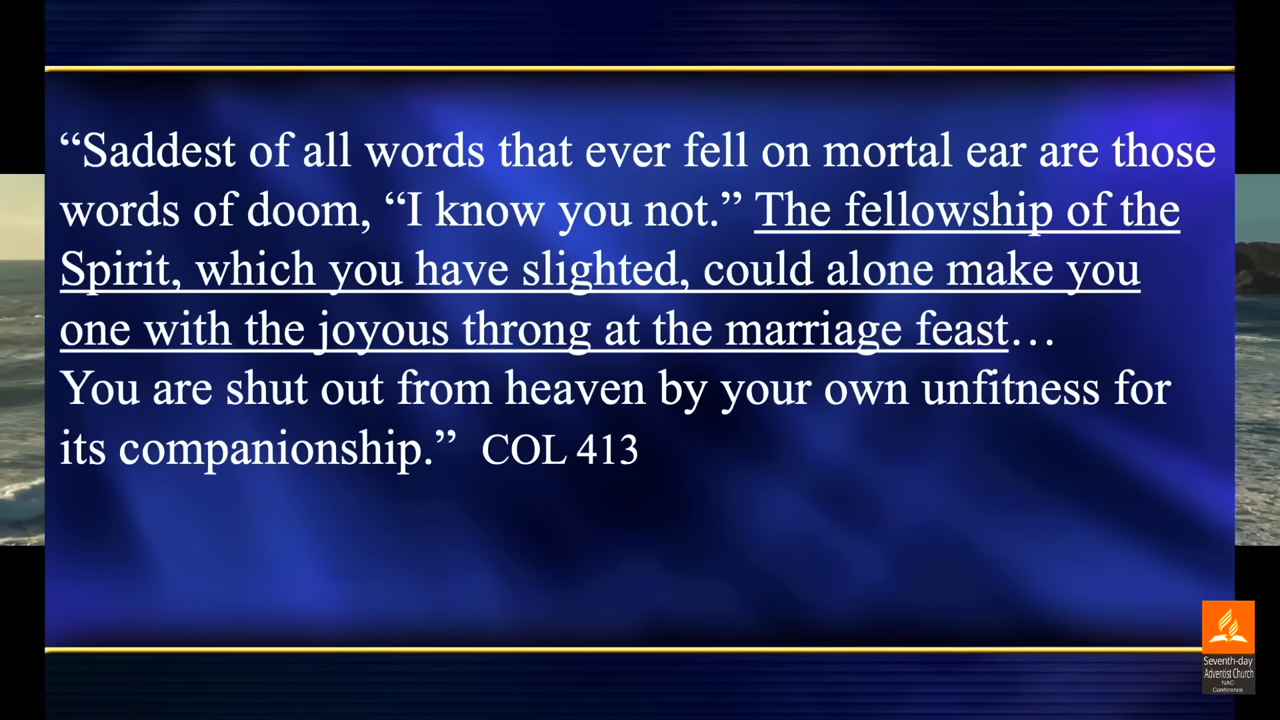 “Saddest of all words that ever fell on mortal ear are those
words of doom, “I know you not.” The fellowship of the
Spirit, which you have slighted, could alone make you
one with the joyous throng at the marriage feast…
You are shut out from heaven by your own unfitness for
its companionship.” COL 413
Seventh-day
Adventist Church
NAC
Conference